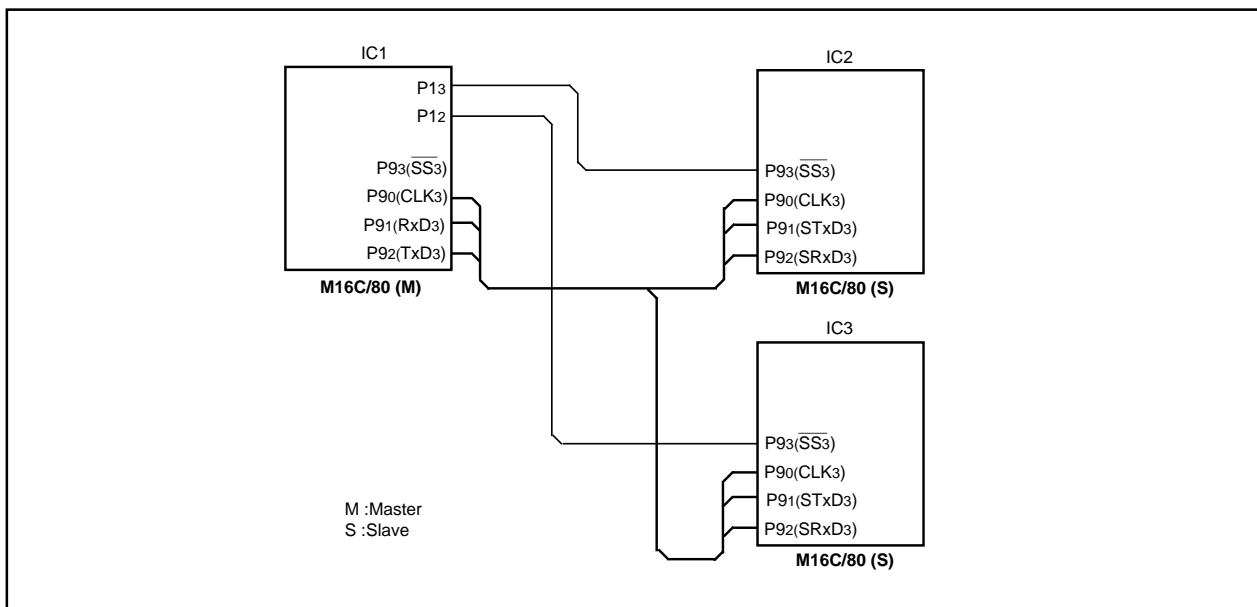 IC1
P13
P12
P93(SS3)
P90(CLK3)
P91(RxD3)
P92(TxD3)
M16C/80 (M)
IC2
P93(SS3)
P90(CLK3)
P91(STxD3)
P92(SRxD3)
M16C/80 (S)
IC3
P93(SS3)
P90(CLK3)
P91(STxD3)
P92(SRxD3)
M16C/80 (S)
M :Master
S :Slave